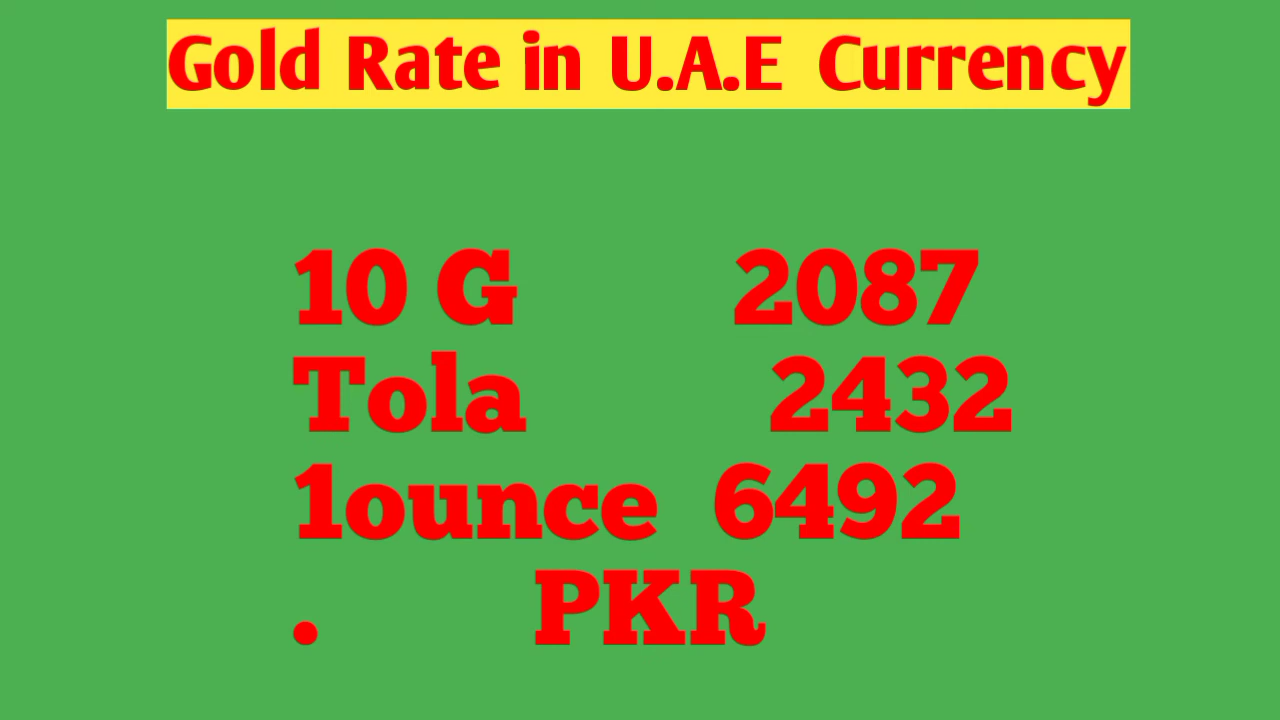 Gold Rate in U.A.E Currency
10 G 2087
Tola 2432
1ounce 6492
. PKR